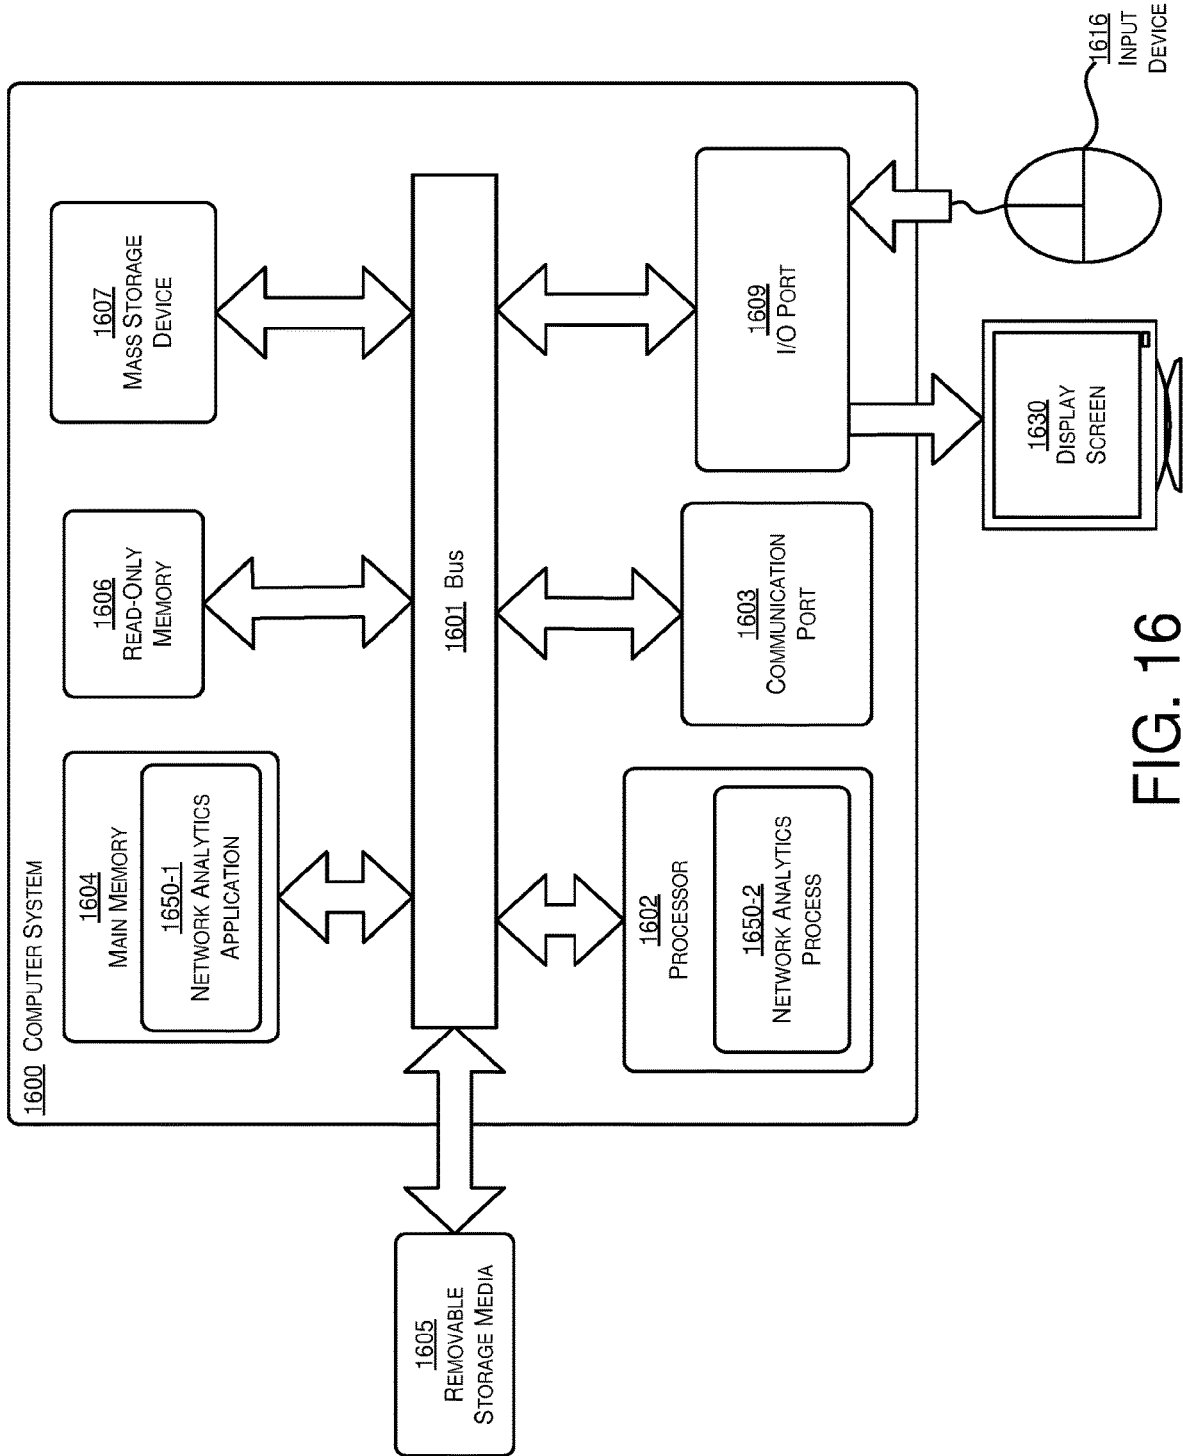 1600 COMPUTER SYSTEM
1604
MAIN MEMORY
1650-1
NETWORK ANALYTICS
APPLICATION
1606
READ-ONLY
MEMORY
1607
MASS STORAGE
DEVICE
1605
REMOVABLE
STORAGE MEDIA
1601 BUS
1602
PROCESSOR
1650-2
NETWORK ANALYTICS
PROCESS
1603
COMMUNICATION
PORT
1609
I/O PORT
1630
DISPLAY
SCREEN
1616
INPUT
DEVICE
FIG. 16